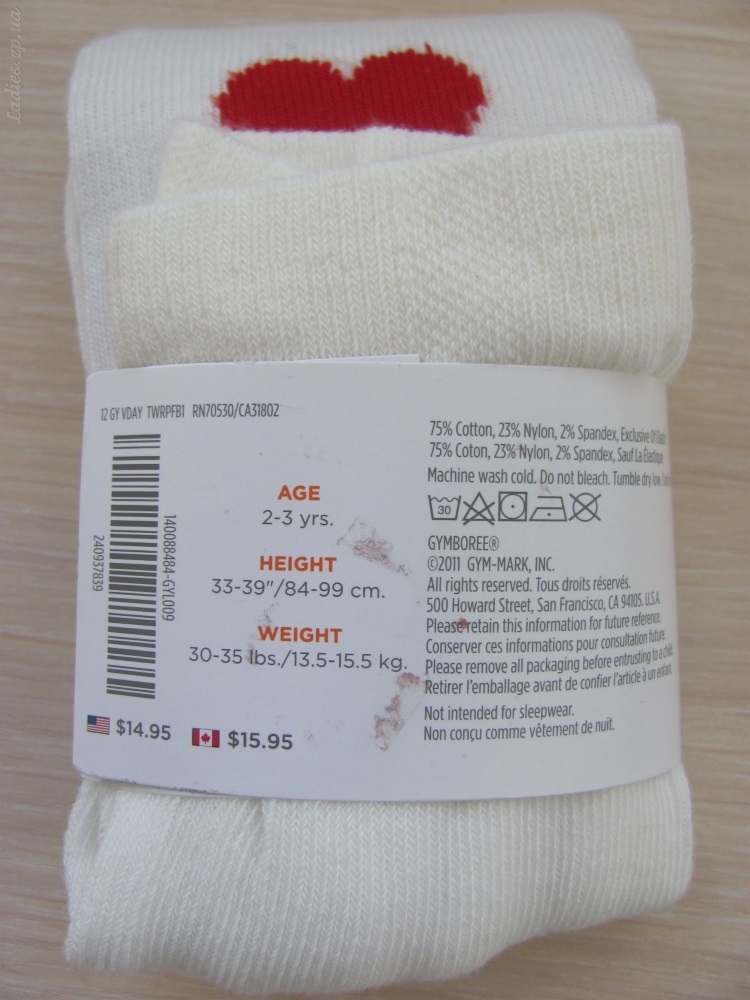 Ladies.zp.ua
12 GY VDAY TWRPFB1 RN70530/CA31802
140088484-GYL009
240937839
AGE
2-3 yrs.
HEIGHT
33-39"/84-99 cm.
WEIGHT
30-35 lbs./13.5-15.5 kg.
$14.95 $15.95
75% Cotton, 23% Nylon, 2% Spandex, Exclusive Of
75% Coton, 23% Nylon, 2% Spandex, Sauf La Élastique
Machine wash cold. Do not bleach. Tumble dry low.
30
GYMBOREE®
©2011 GYM-MARK, INC.
All rights reserved. Tous droits réservés.
500 Howard Street, San Francisco, CA 94105. U.S.A.
Please retain this information for future reference.
Conserver ces informations pour consultation future.
Please remove all packaging before entrusting to a child.
Retirer l'emballage avant de confier l'article à un enfant.
Not intended for sleepwear.
Non conçu comme vêtement de nuit.